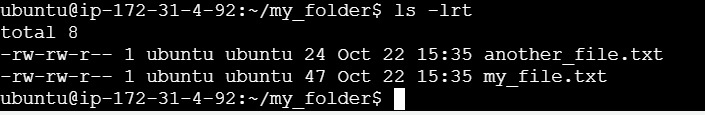 ubuntu@ip-172-31-4-92:~/my_folder$ ls -lrt
total 8
-rw-rw-r-- 1 ubuntu ubuntu 24 Oct 22 15:35 another_file.txt
-rw-rw-r-- 1 ubuntu ubuntu 47 Oct 22 15:35 my_file.txt
ubuntu@ip-172-31-4-92:~/my_folder$